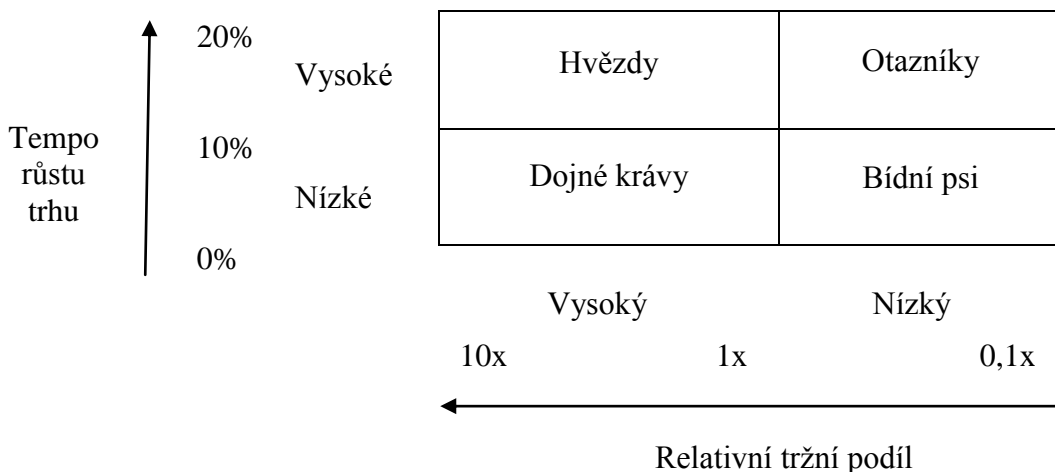 20%
Vysoké
Hvězdy
Otazníky
Tempo
růstu
trhu
10%
Nízké
Dojné krávy
Bídní psi
0%
Vysoký
Nízký
10x
1x
0,1x
Relativní tržní podíl